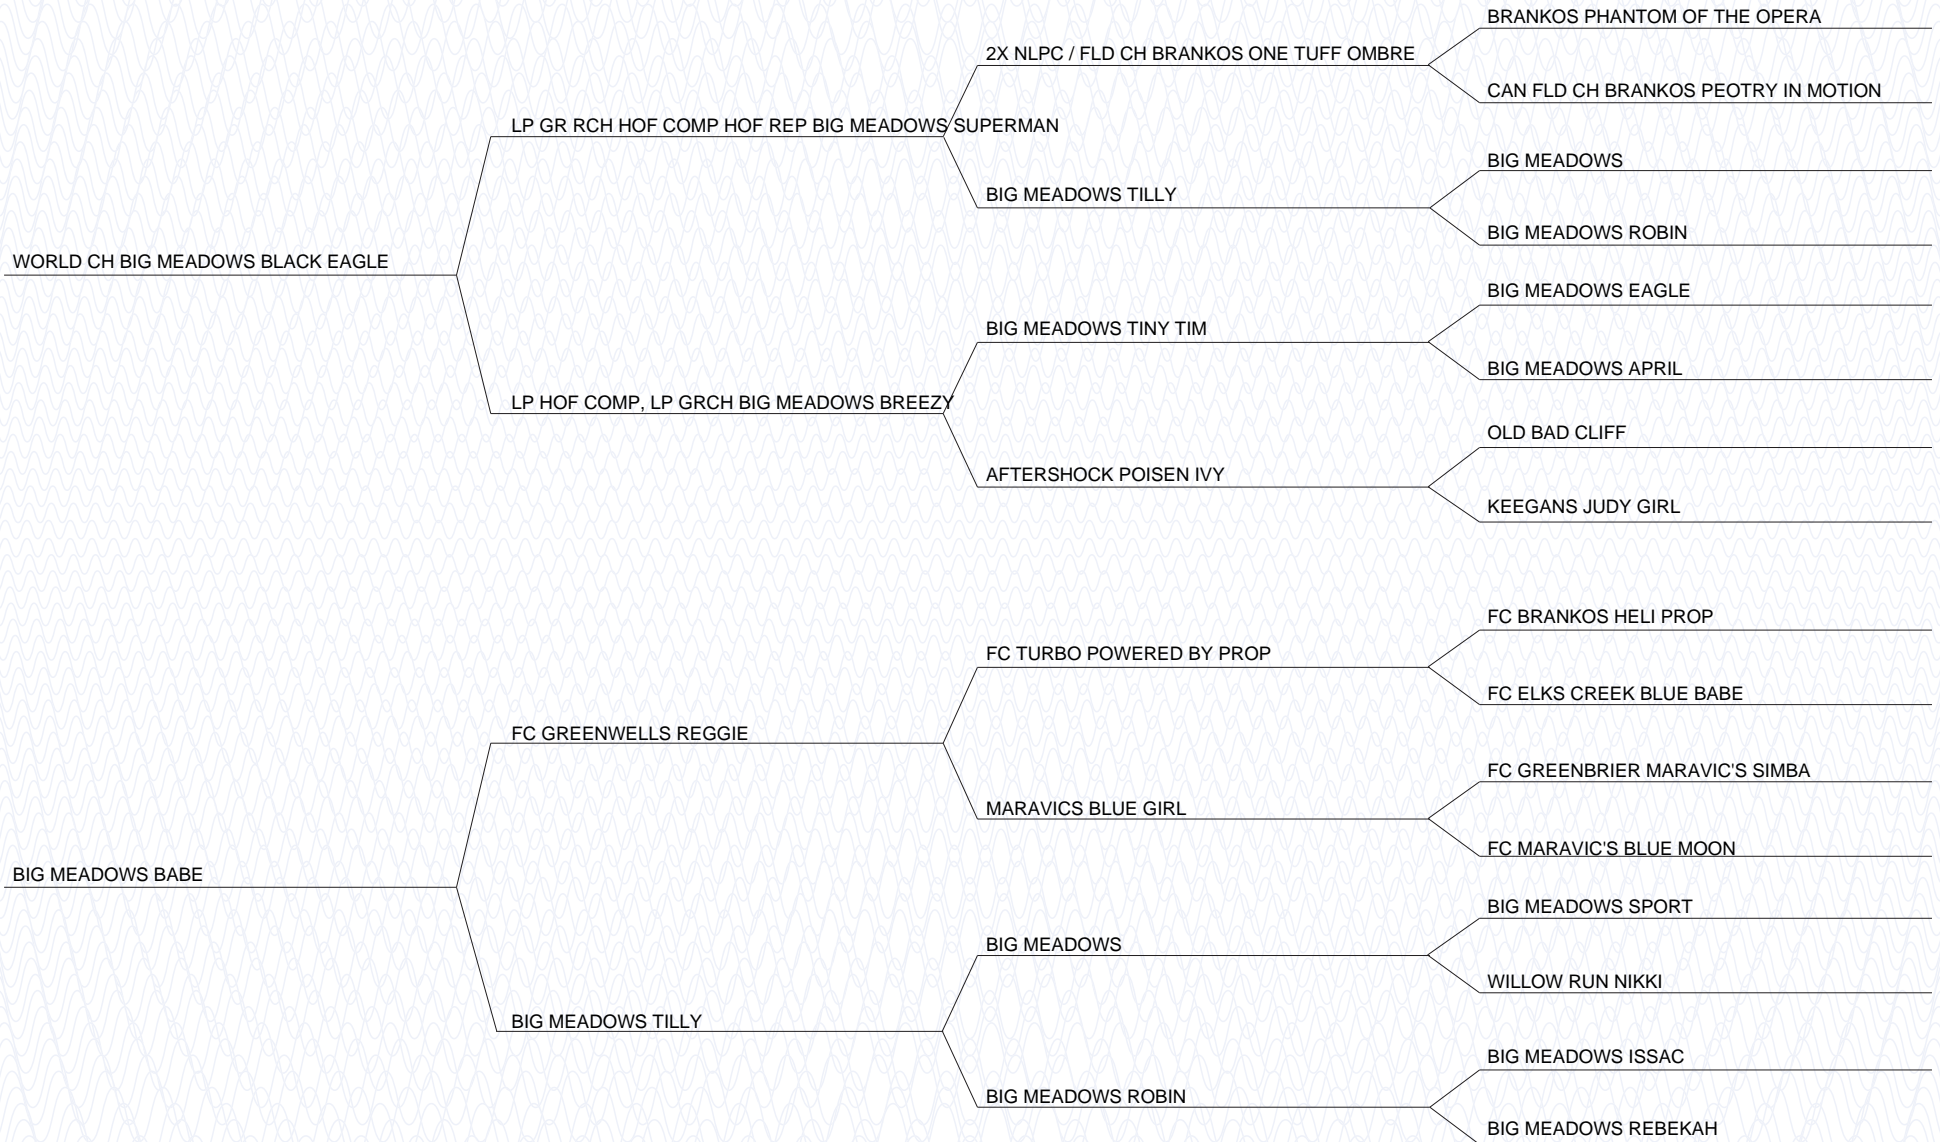 BRANKOS PHANTOM OF THE OPERA
2X NLPC / FLD CH BRANKOS ONE TUFF OMBRE
CAN FLD CH BRANKOS PEOTRY IN MOTION
LP GR RCH HOF COMP HOF REP BIG MEADOWS SUPERMAN
BIG MEADOWS
BIG MEADOWS TILLY
BIG MEADOWS ROBIN
WORLD CH BIG MEADOWS BLACK EAGLE
BIG MEADOWS EAGLE
BIG MEADOWS TINY TIM
BIG MEADOWS APRIL
LP HOF COMP, LP GRCH BIG MEADOWS BREEZY
OLD BAD CLIFF
AFTERSHOCK POISEN IVY
KEEGANS JUDY GIRL
FC BRANKOS HELI PROP
FC TURBO POWERED BY PROP
FC ELKS CREEK BLUE BABE
FC GREENWELLS REGGIE
FC GREENBRIER MARAVIC'S SIMBA
MARAVICS BLUE GIRL
FC MARAVIC'S BLUE MOON
BIG MEADOWS BABE
BIG MEADOWS SPORT
BIG MEADOWS
WILLOW RUN NIKKI
BIG MEADOWS TILLY
BIG MEADOWS ISSAC
BIG MEADOWS ROBIN
BIG MEADOWS REBEKAH